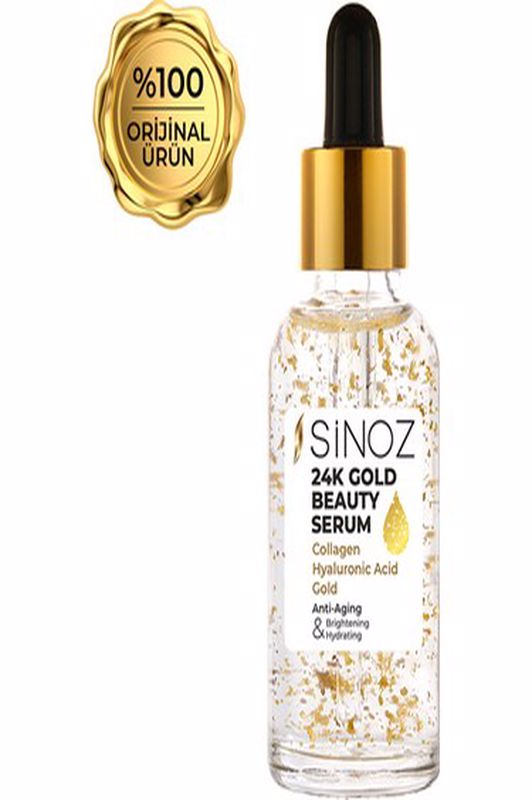 %100
ORİJİNAL
ÜRÜN
SiNOZ
24K GOLD
BEAUTY
SERUM
Collagen
Hyaluronic Acid
Gold
Anti-Aging
& Brightening
Hydrating